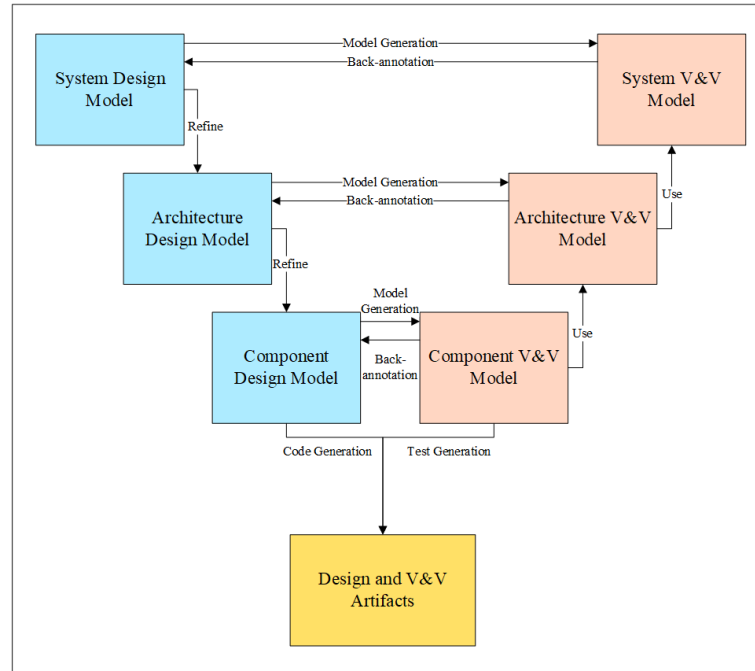 Model Generation
Back-annotation
System Design
Model
System V&V
Model
Refine
Model Generation
Back-annotation
Use
Architecture
Design Model
Architecture V&V
Model
Refine
Model
Generation
Back-
annotation
Use
Component
Design Model
Component V&V
Model
Code Generation
Test Generation
Design and V&V
Artifacts